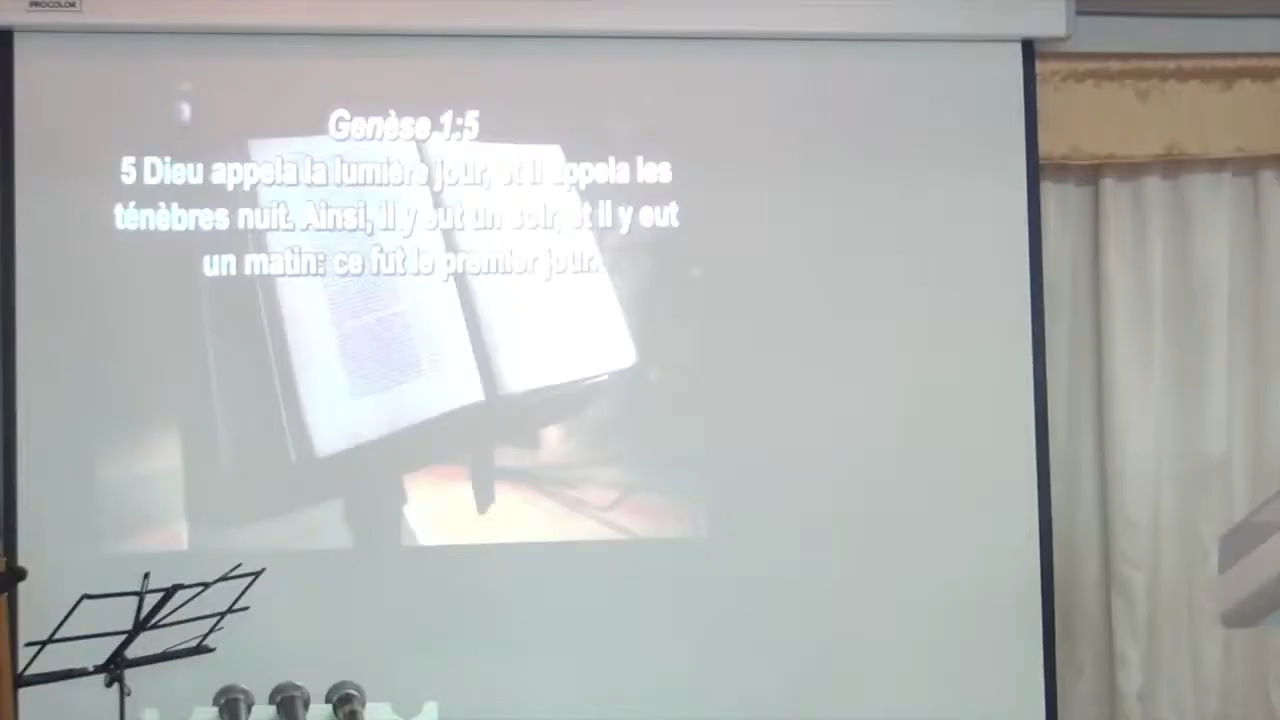 PROCOLOR
Genèse 1:5
5 Dieu appela la lumière jour, et il appela les
ténèbres nuit. Ainsi, il y eut un soir, et il y eut
un matin: ce fut le premier jour.